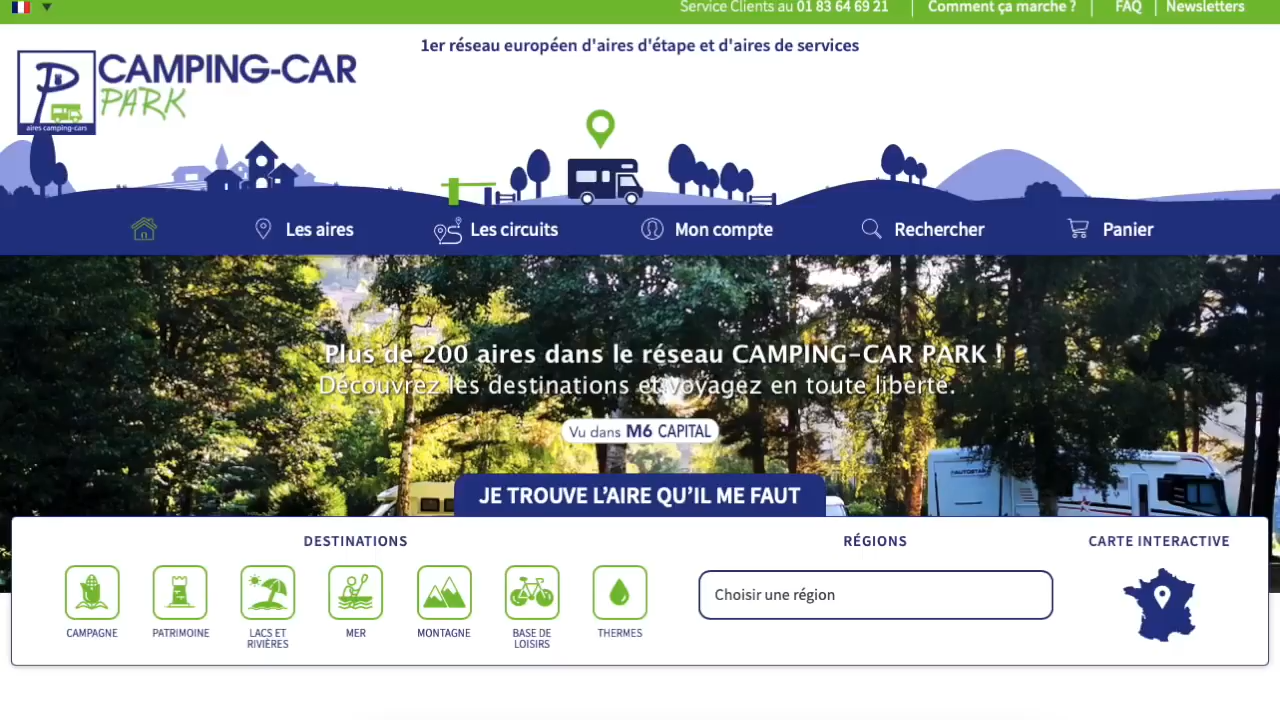 Service Clients au 01 83 64 69 21
Comment ça marche ?
FAQ
Newsletters
1er réseau européen d'aires d'étape et d'aires de services
CAMPING-CAR
PARK
aires camping-cars
Les aires
Les circuits
Mon compte
Rechercher
Panier
Plus de 200 aires dans le réseau CAMPING-CAR PARK !
Découvrez les destinations et voyagez en toute liberté.
Vu dans M6 CAPITAL
AUTOSTAR
JE TROUVE L'AIRE QU'IL ME FAUT
DESTINATIONS
CAMPAGNE
PATRIMOINE
LACS ET
RIVIÈRES
MER
MONTAGNE
BASE DE
LOISIRS
THERMES
RÉGIONS
Choisir une région
CARTE INTERACTIVE